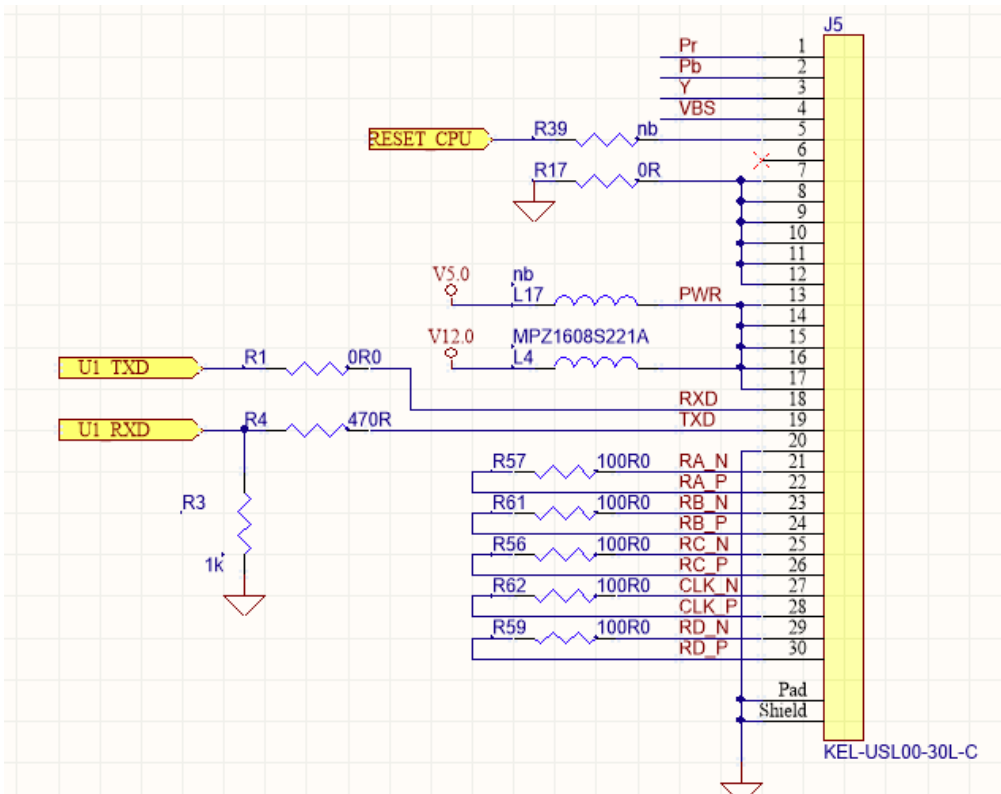 J5
Pr 1
Pb 2
Y 3
VBS 4
RESET_CPU R39 nb 5
6
R17 0R 7
8
9
10
11
12
V5.0 nb
L17 PWR 13
14
V12.0 MPZ1608S221A 15
L4 16
U1_TXD R1 0R0 17
RXD 18
U1_RXD R4 470R TXD 19
20
R57 100R0 RA_N 21
RA_P 22
R3 R61 100R0 RB_N 23
RB_P 24
R56 100R0 RC_N 25
1k RC_P 26
R62 100R0 CLK_N 27
CLK_P 28
R59 100R0 RD_N 29
RD_P 30
Pad
Shield
KEL-USL00-30L-C